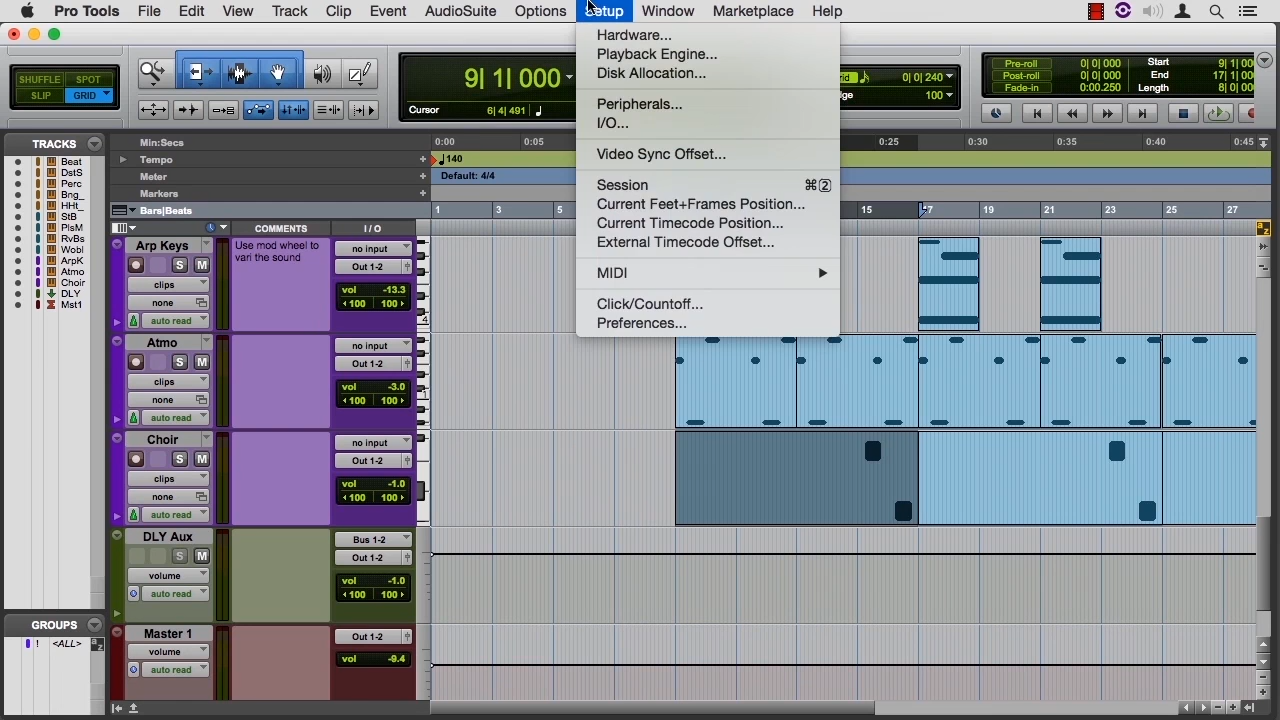 Pro Tools File Edit View Track Clip Event AudioSuite Options Setup Window Marketplace Help
Hardware...
Playback Engine...
Disk Allocation...
Peripherals...
I/O...
Video Sync Offset...
Session ⌘2
Current Feet+Frames Position...
Current Timecode Position...
External Timecode Offset...
MIDI
Click/Countoff...
Preferences...
SHUFFLE SPOT
SLIP GRID
9| 1| 000
Cursor 6| 4| 491
0| 0| 240
100
Pre-roll 0| 0| 000
Post-roll 0| 0| 000
Fade-in 0:00.250
Start 9| 1|
End 17| 1|
Length 8| 0|
TRACKS
Beat
DstS
Perc
Bng_
HHt_
StB
PlsM
RvBs
Wobl
ArpK
Atmo
Choir
DLY
Mst1
GROUPS
! <ALL>
Min:Secs 0:00 0:05 0:25 0:30 0:35 0:40 0:45
Tempo 140
Meter Default: 4/4
Markers
Bars|Beats 1 3 5 15 17 19 21 23 25 27
COMMENTS I / O
Arp Keys
S M
clips
none
auto read
Use mod wheel to
vari the sound
no input
Out 1-2
vol -13.3
100 100
4
Atmo
S M
clips
none
auto read
no input
Out 1-2
vol -3.0
100 100
1
Choir
S M
clips
none
auto read
no input
Out 1-2
vol -1.0
100 100
DLY Aux
S M
volume
auto read
Bus 1-2
Out 1-2
vol -1.0
100 100
Master 1
volume
auto read
Out 1-2
vol -9.4